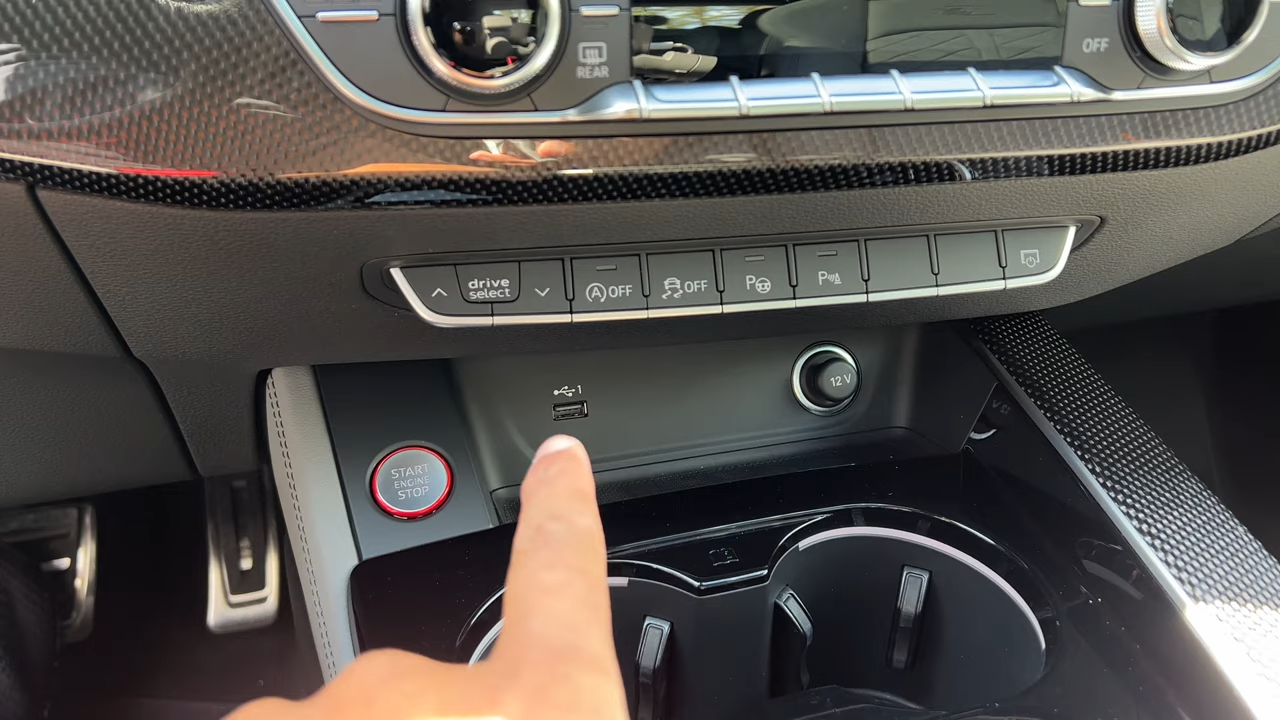 REAR
OFF
drive
select
A OFF
OFF
P
P
1
12 V
START
ENGINE
STOP